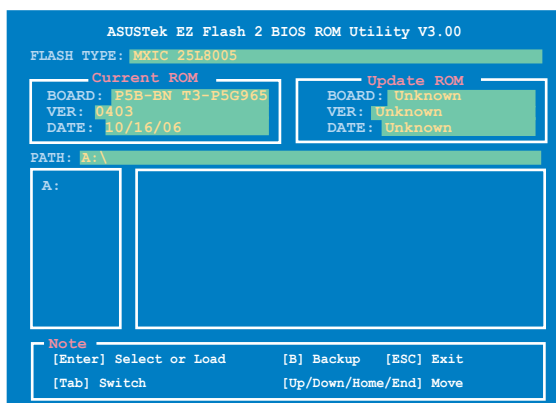 ASUSTek EZ Flash 2 BIOS ROM Utility V3.00
FLASH TYPE: MXIC 25L8005
Current ROM
BOARD: P5B-BN T3-P5G965
VER: 0403
DATE: 10/16/06
Update ROM
BOARD: Unknown
VER: Unknown
DATE: Unknown
PATH: A:\
A:
Note
[Enter] Select or Load [B] Backup [ESC] Exit
[Tab] Switch [Up/Down/Home/End] Move